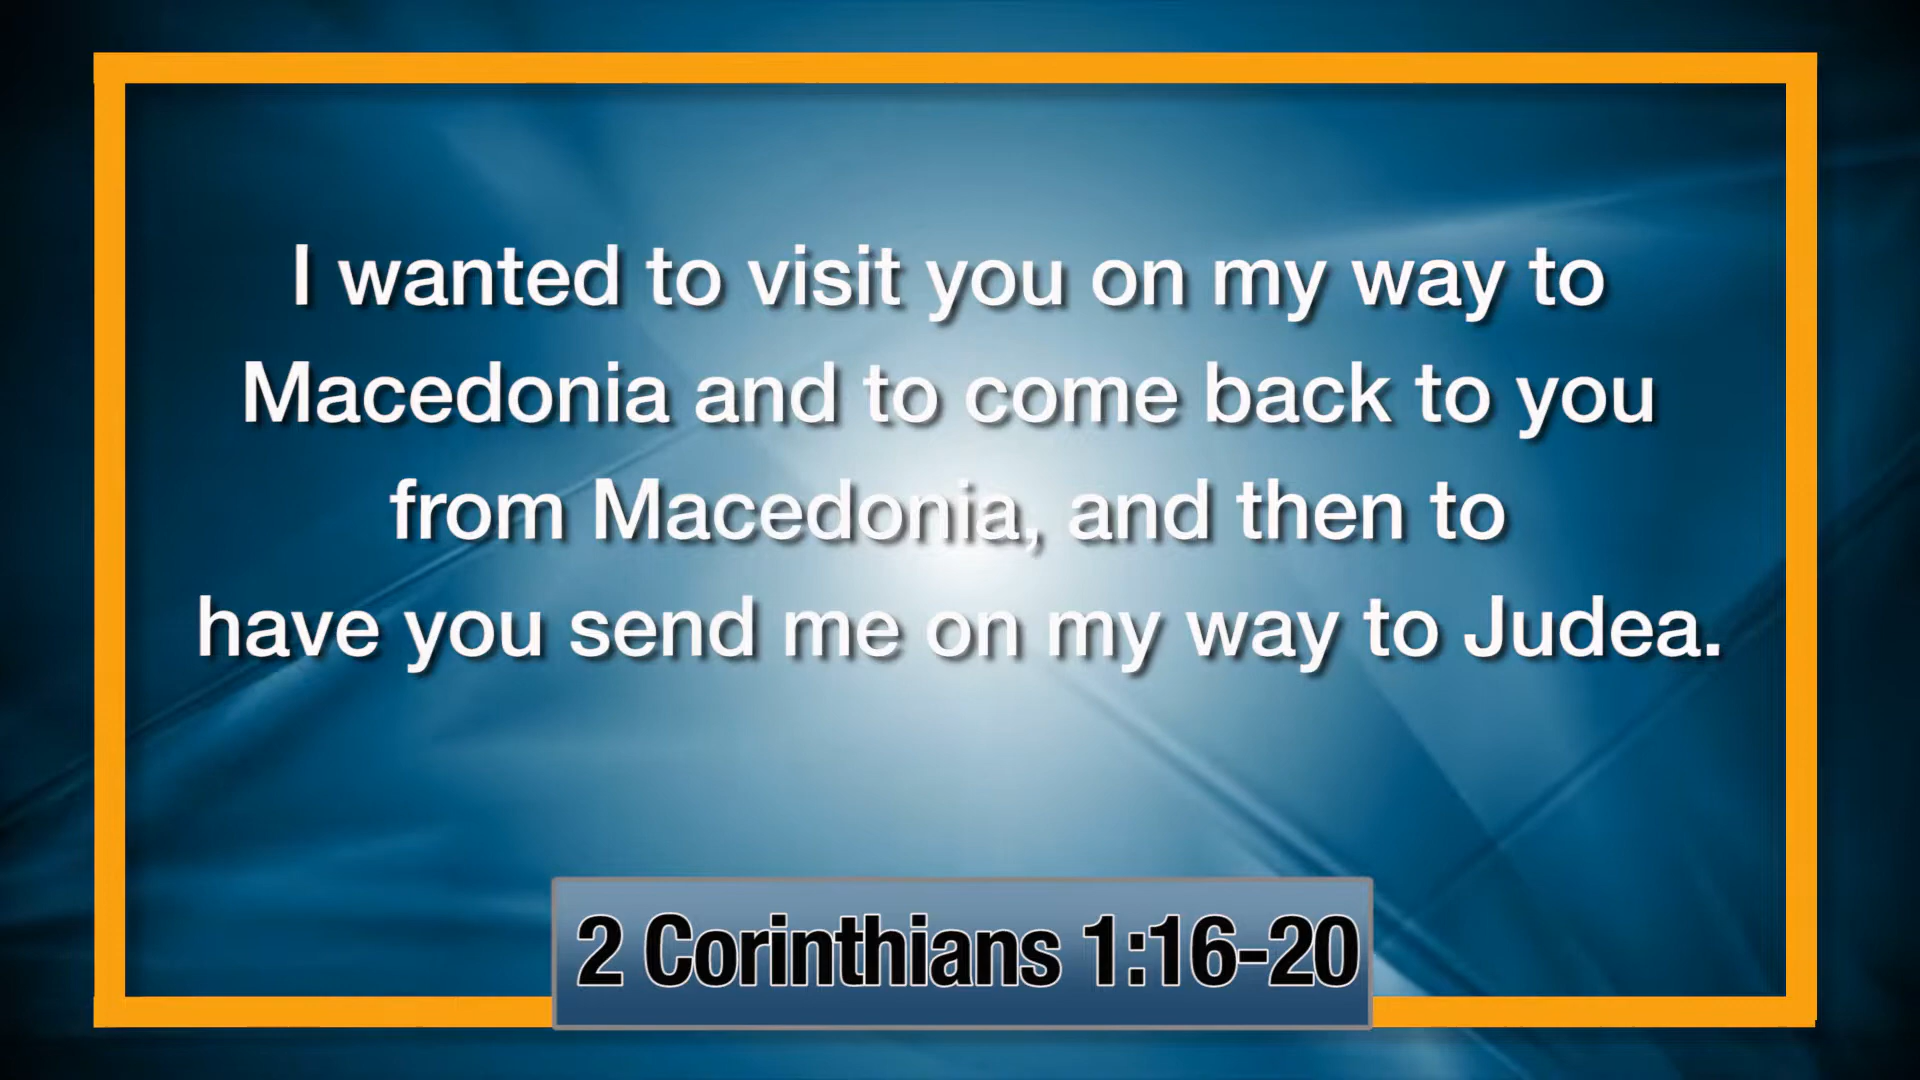 I wanted to visit you on my way to
Macedonia and to come back to you
from Macedonia, and then to
have you send me on my way to Judea.
2 Corinthians 1:16-20